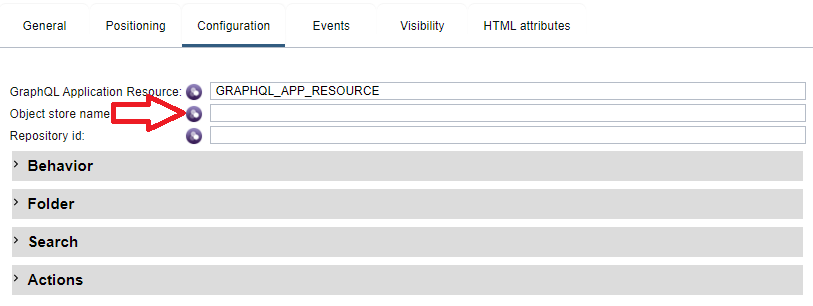 General Positioning Configuration Events Visibility HTML attributes
GraphQL Application Resource: GRAPHQL_APP_RESOURCE
Object store name
Repository id:
Behavior
Folder
Search
Actions